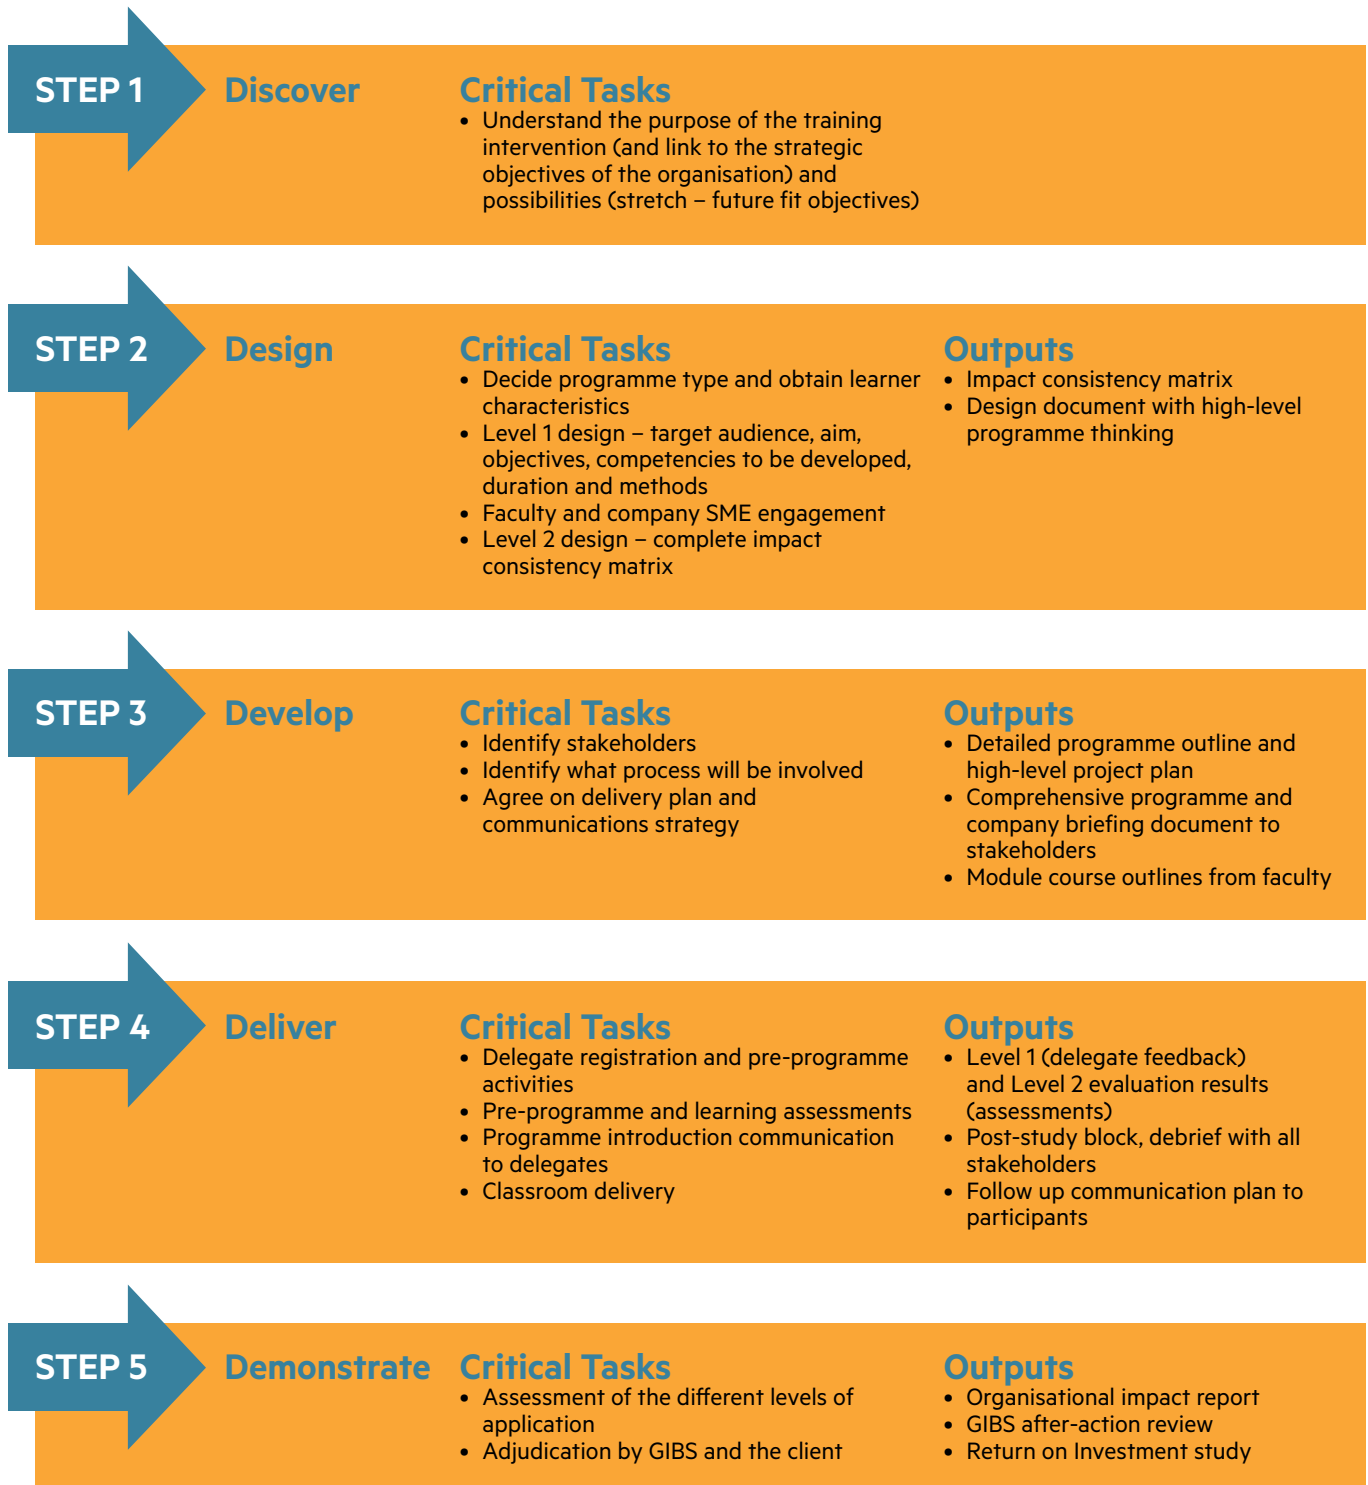 STEP 1
Discover
Critical Tasks
• Understand the purpose of the training
intervention (and link to the strategic
objectives of the organisation) and
possibilities (stretch – future fit objectives)
STEP 2
Design
Critical Tasks
• Decide programme type and obtain learner
characteristics
• Level 1 design – target audience, aim,
objectives, competencies to be developed,
duration and methods
• Faculty and company SME engagement
• Level 2 design – complete impact
consistency matrix
Outputs
• Impact consistency matrix
• Design document with high-level
programme thinking
STEP 3
Develop
Critical Tasks
• Identify stakeholders
• Identify what process will be involved
• Agree on delivery plan and
communications strategy
Outputs
• Detailed programme outline and
high-level project plan
• Comprehensive programme and
company briefing document to
stakeholders
• Module course outlines from faculty
STEP 4
Deliver
Critical Tasks
• Delegate registration and pre-programme
activities
• Pre-programme and learning assessments
• Programme introduction communication
to delegates
• Classroom delivery
Outputs
• Level 1 (delegate feedback)
and Level 2 evaluation results
(assessments)
• Post-study block, debrief with all
stakeholders
• Follow up communication plan to
participants
STEP 5
Demonstrate
Critical Tasks
• Assessment of the different levels of
application
• Adjudication by GIBS and the client
Outputs
• Organisational impact report
• GIBS after-action review
• Return on Investment study